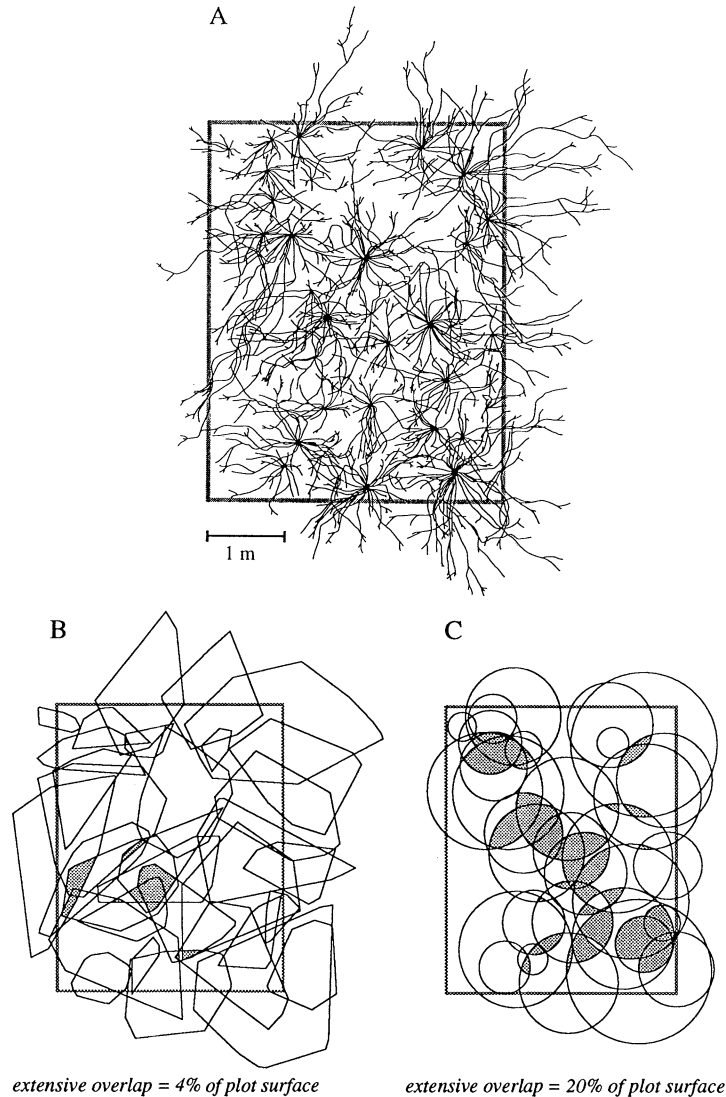 A
1 m
B
C
extensive overlap = 4% of plot surface
extensive overlap = 20% of plot surface